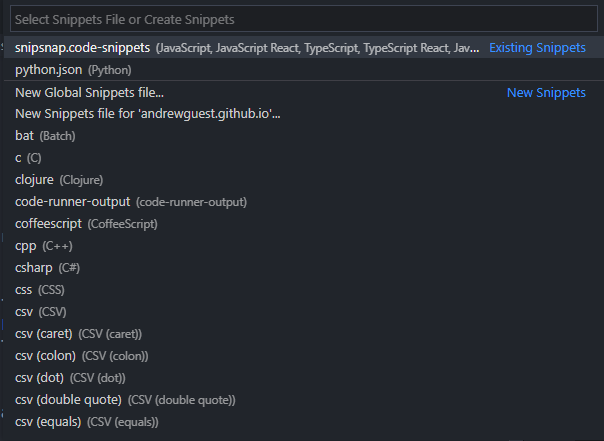 Select Snippets File or Create Snippets
snipsnap.code-snippets (JavaScript, JavaScript React, TypeScript, TypeScript React, Jav... Existing Snippets
python.json (Python)
New Global Snippets file... New Snippets
New Snippets file for 'andrewguest.github.io'...
bat (Batch)
c (C)
clojure (Clojure)
code-runner-output (code-runner-output)
coffeescript (CoffeeScript)
cpp (C++)
csharp (C#)
css (CSS)
csv (CSV)
csv (caret) (CSV (caret))
csv (colon) (CSV (colon))
csv (dot) (CSV (dot))
csv (double quote) (CSV (double quote))
csv (equals) (CSV (equals))